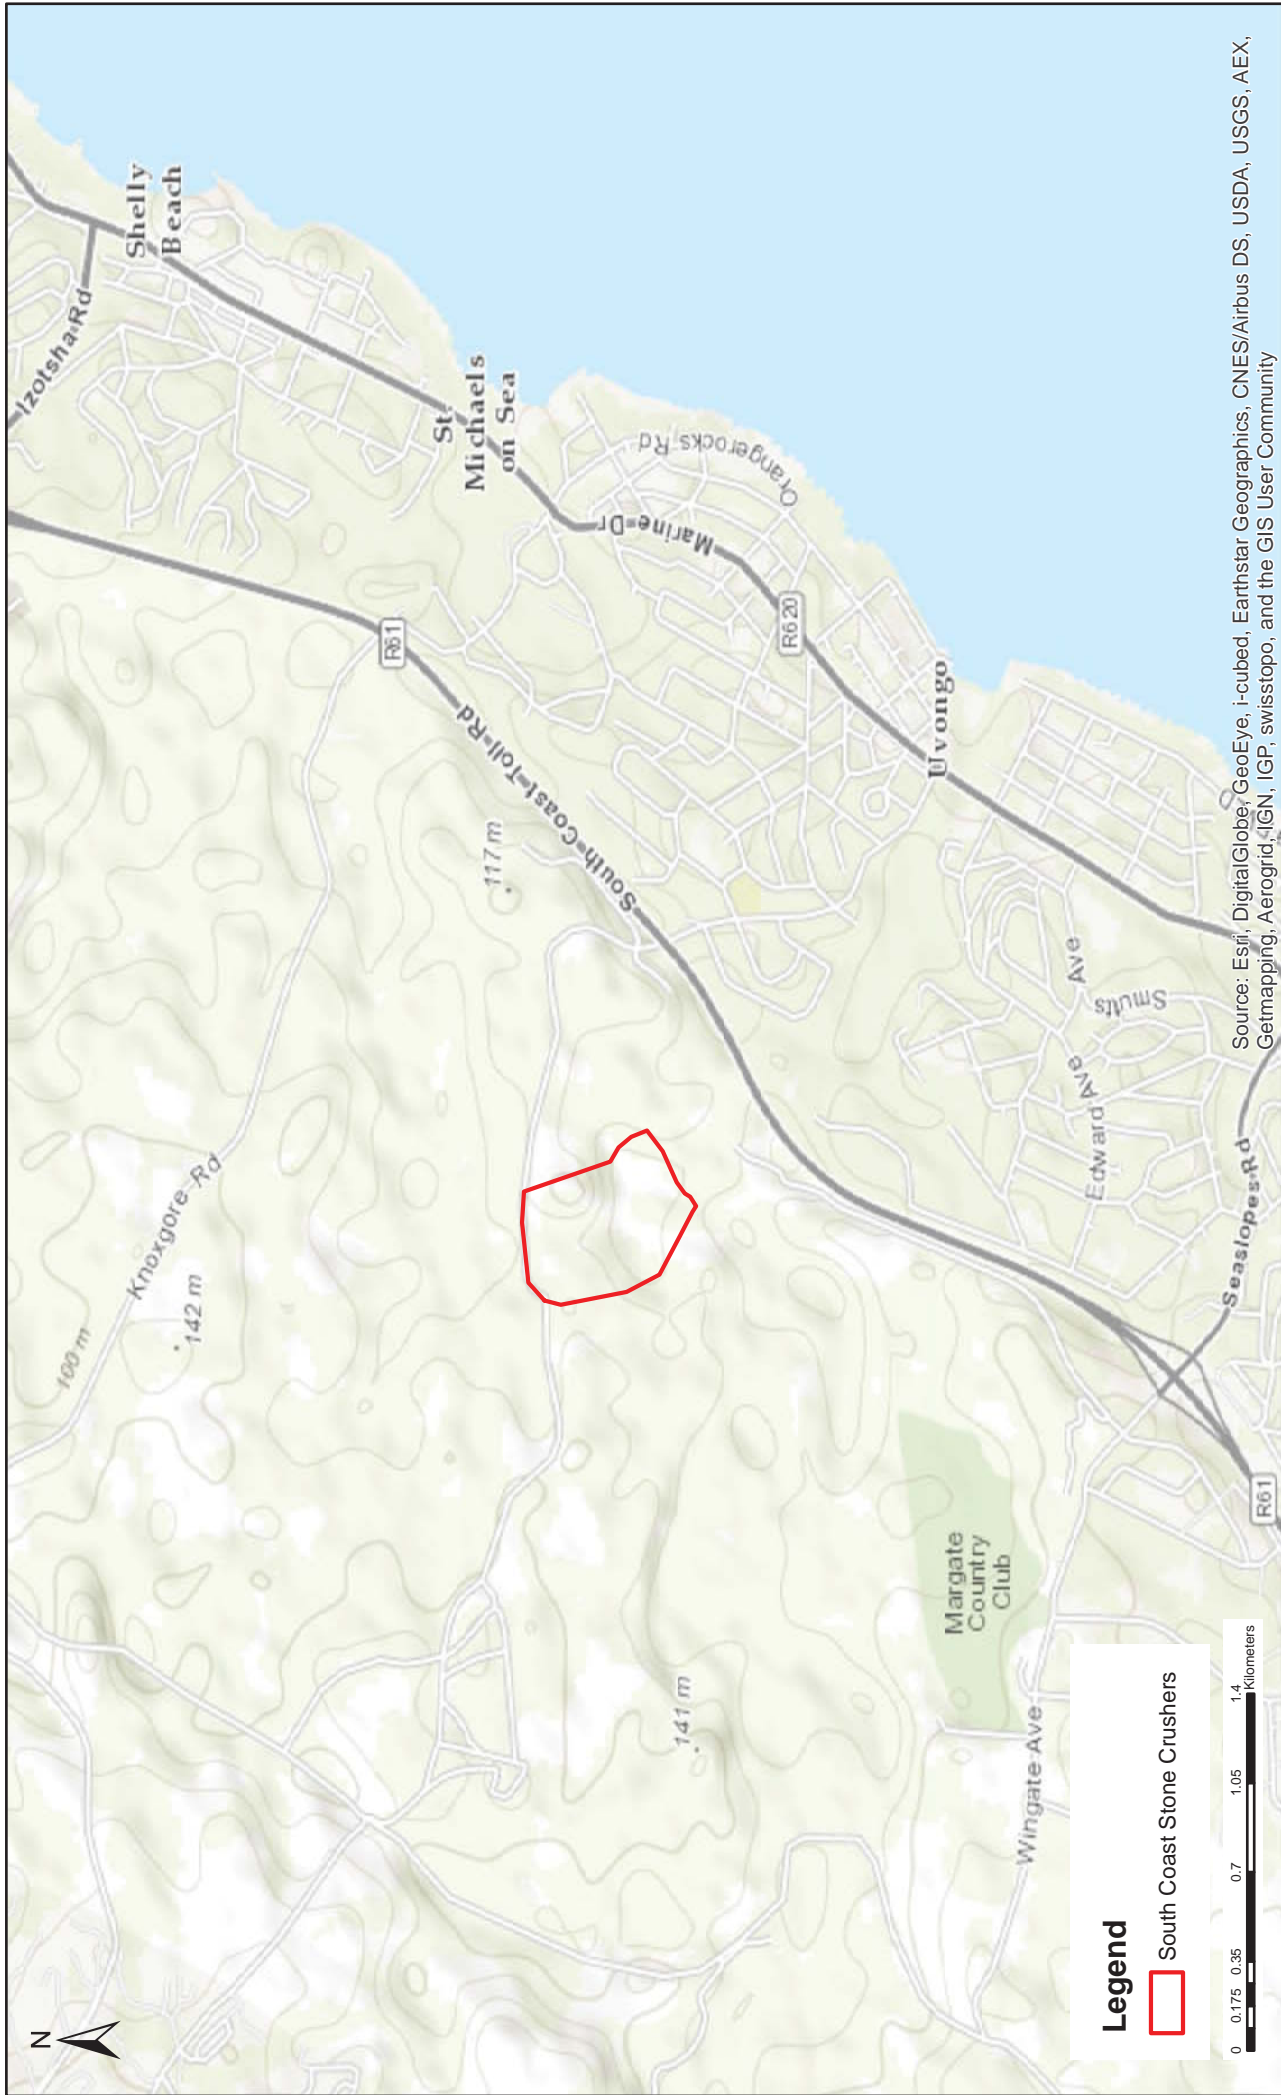 N
Izotsha Rd
Shelly
Beach
St.
Michaels
on Sea
Orangerocks Rd
Marine Dr
R620
R61
South Coast Toll Rd
117 m
Uvongo
Knoxgore Rd
142 m
100 m
Smutts
Ave
Edward Ave
Seaslopes Rd
R61
Margate
Country
Club
141 m
Wingate Ave
Legend
South Coast Stone Crushers
0 0.175 0.35 0.7 1.05 1.4
Kilometers
Source: Esri, DigitalGlobe, GeoEye, i-cubed, Earthstar Geographics, CNES/Airbus DS, USDA, USGS, AEX,
Getmapping, Aerogrid, IGN, IGP, swisstopo, and the GIS User Community